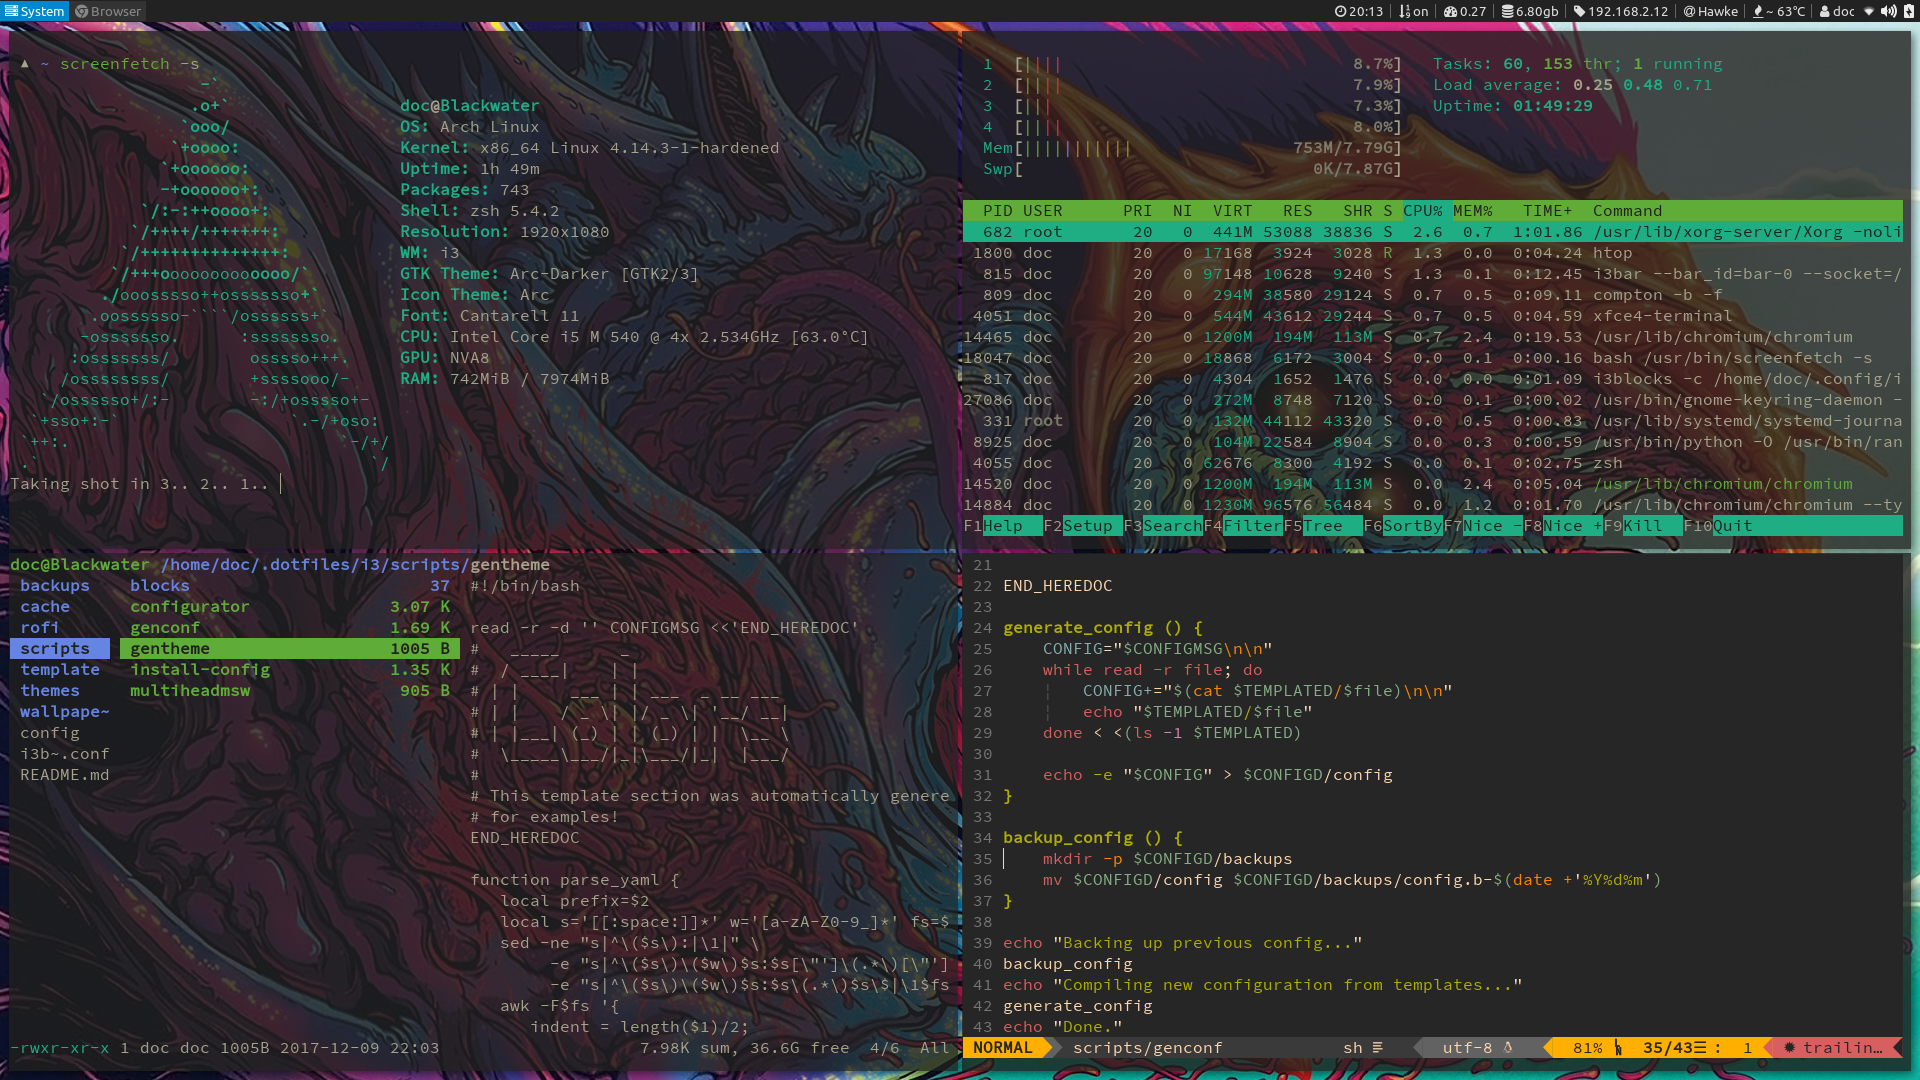 System Browser 20:13 on 0.27 6.80gb 192.168.2.12 Hawke ~ 63°C doc
▲ ~ screenfetch -s
doc@Blackwater
OS: Arch Linux
Kernel: x86_64 Linux 4.14.3-1-hardened
Uptime: 1h 49m
Packages: 743
Shell: zsh 5.4.2
Resolution: 1920x1080
WM: i3
GTK Theme: Arc-Darker [GTK2/3]
Icon Theme: Arc
Font: Cantarell 11
CPU: Intel Core i5 M 540 @ 4x 2.534GHz [63.0°C]
GPU: NVA8
RAM: 742MiB / 7974MiB
Taking shot in 3.. 2.. 1..
1 [|||| 8.7%]
2 [|||| 7.9%]
3 [||| 7.3%]
4 [|||| 8.0%]
Mem[||||||||||| 753M/7.79G]
Swp[ 0K/7.87G]
Tasks: 60, 153 thr; 1 running
Load average: 0.25 0.48 0.71
Uptime: 01:49:29
PID USER PRI NI VIRT RES SHR S CPU% MEM% TIME+ Command
682 root 20 0 441M 53088 38836 S 2.6 0.7 1:01.86 /usr/lib/xorg-server/Xorg -noli
1800 doc 20 0 17168 3924 3028 R 1.3 0.0 0:04.24 htop
815 doc 20 0 97148 10628 9240 S 1.3 0.1 0:12.45 i3bar --bar_id=bar-0 --socket=/
809 doc 20 0 294M 38580 29124 S 0.7 0.5 0:09.11 compton -b -f
4051 doc 20 0 544M 43612 29244 S 0.7 0.5 0:04.59 xfce4-terminal
14465 doc 20 0 1200M 194M 113M S 0.7 2.4 0:19.53 /usr/lib/chromium/chromium
18047 doc 20 0 18868 6172 3004 S 0.0 0.1 0:00.16 bash /usr/bin/screenfetch -s
817 doc 20 0 4304 1652 1476 S 0.0 0.0 0:01.09 i3blocks -c /home/doc/.config/i
27086 doc 20 0 272M 8748 7120 S 0.0 0.1 0:00.02 /usr/bin/gnome-keyring-daemon -
331 root 20 0 132M 44112 43320 S 0.0 0.5 0:00.83 /usr/lib/systemd/systemd-journa
8925 doc 20 0 104M 22584 8904 S 0.0 0.3 0:00.59 /usr/bin/python -O /usr/bin/ran
4055 doc 20 0 62676 8300 4192 S 0.0 0.1 0:02.75 zsh
14520 doc 20 0 1200M 194M 113M S 0.0 2.4 0:05.04 /usr/lib/chromium/chromium
14884 doc 20 0 1230M 96576 56484 S 0.0 1.2 0:01.70 /usr/lib/chromium/chromium --ty
F1Help F2Setup F3SearchF4FilterF5Tree F6SortByF7Nice -F8Nice +F9Kill F10Quit
doc@Blackwater /home/doc/.dotfiles/i3/scripts/gentheme
backups blocks 37
cache configurator 3.07 K
rofi genconf 1.69 K
scripts gentheme 1005 B
template install-config 1.35 K
themes multiheadmsw 905 B
wallpape~
config
i3b~.conf
README.md
#!/bin/bash
read -r -d '' CONFIGMSG <<'END_HEREDOC'
#   _____      _
#  / ____|    | |
# | |     ___ | | ___  _ __ ___
# | |    / _ \| |/ _ \| '__/ __|
# | |___| (_) | | (_) | |  \__ \
#  \_____\___/|_|\___/|_|  |___/
#
# This template section was automatically genere
# for examples!
END_HEREDOC
function parse_yaml {
local prefix=$2
local s='[[:space:]]*' w='[a-zA-Z0-9_]*' fs=$
sed -ne "s|^\($s\):|\1|" \
-e "s|^\($s\)\($w\)$s:$s[\"']\(.*\)[\"']
-e "s|^\($s\)\($w\)$s:$s\(.*\)$s\$|\1$fs
awk -F$fs '{
indent = length($1)/2;
-rwxr-xr-x 1 doc doc 1005B 2017-12-09 22:03 7.98K sum, 36.6G free 4/6 All
21
22 END_HEREDOC
23
24 generate_config () {
25 CONFIG="$CONFIGMSG\n\n"
26 while read -r file; do
27 ¦ CONFIG+="$(cat $TEMPLATED/$file)\n\n"
28 ¦ echo "$TEMPLATED/$file"
29 done < <(ls -1 $TEMPLATED)
30
31 echo -e "$CONFIG" > $CONFIGD/config
32 }
33
34 backup_config () {
35 mkdir -p $CONFIGD/backups
36 mv $CONFIGD/config $CONFIGD/backups/config.b-$(date +'%Y%d%m')
37 }
38
39 echo "Backing up previous config..."
40 backup_config
41 echo "Compiling new configuration from templates..."
42 generate_config
43 echo "Done."
NORMAL scripts/genconf sh utf-8 81% 35/43☰ : 1 trailin…